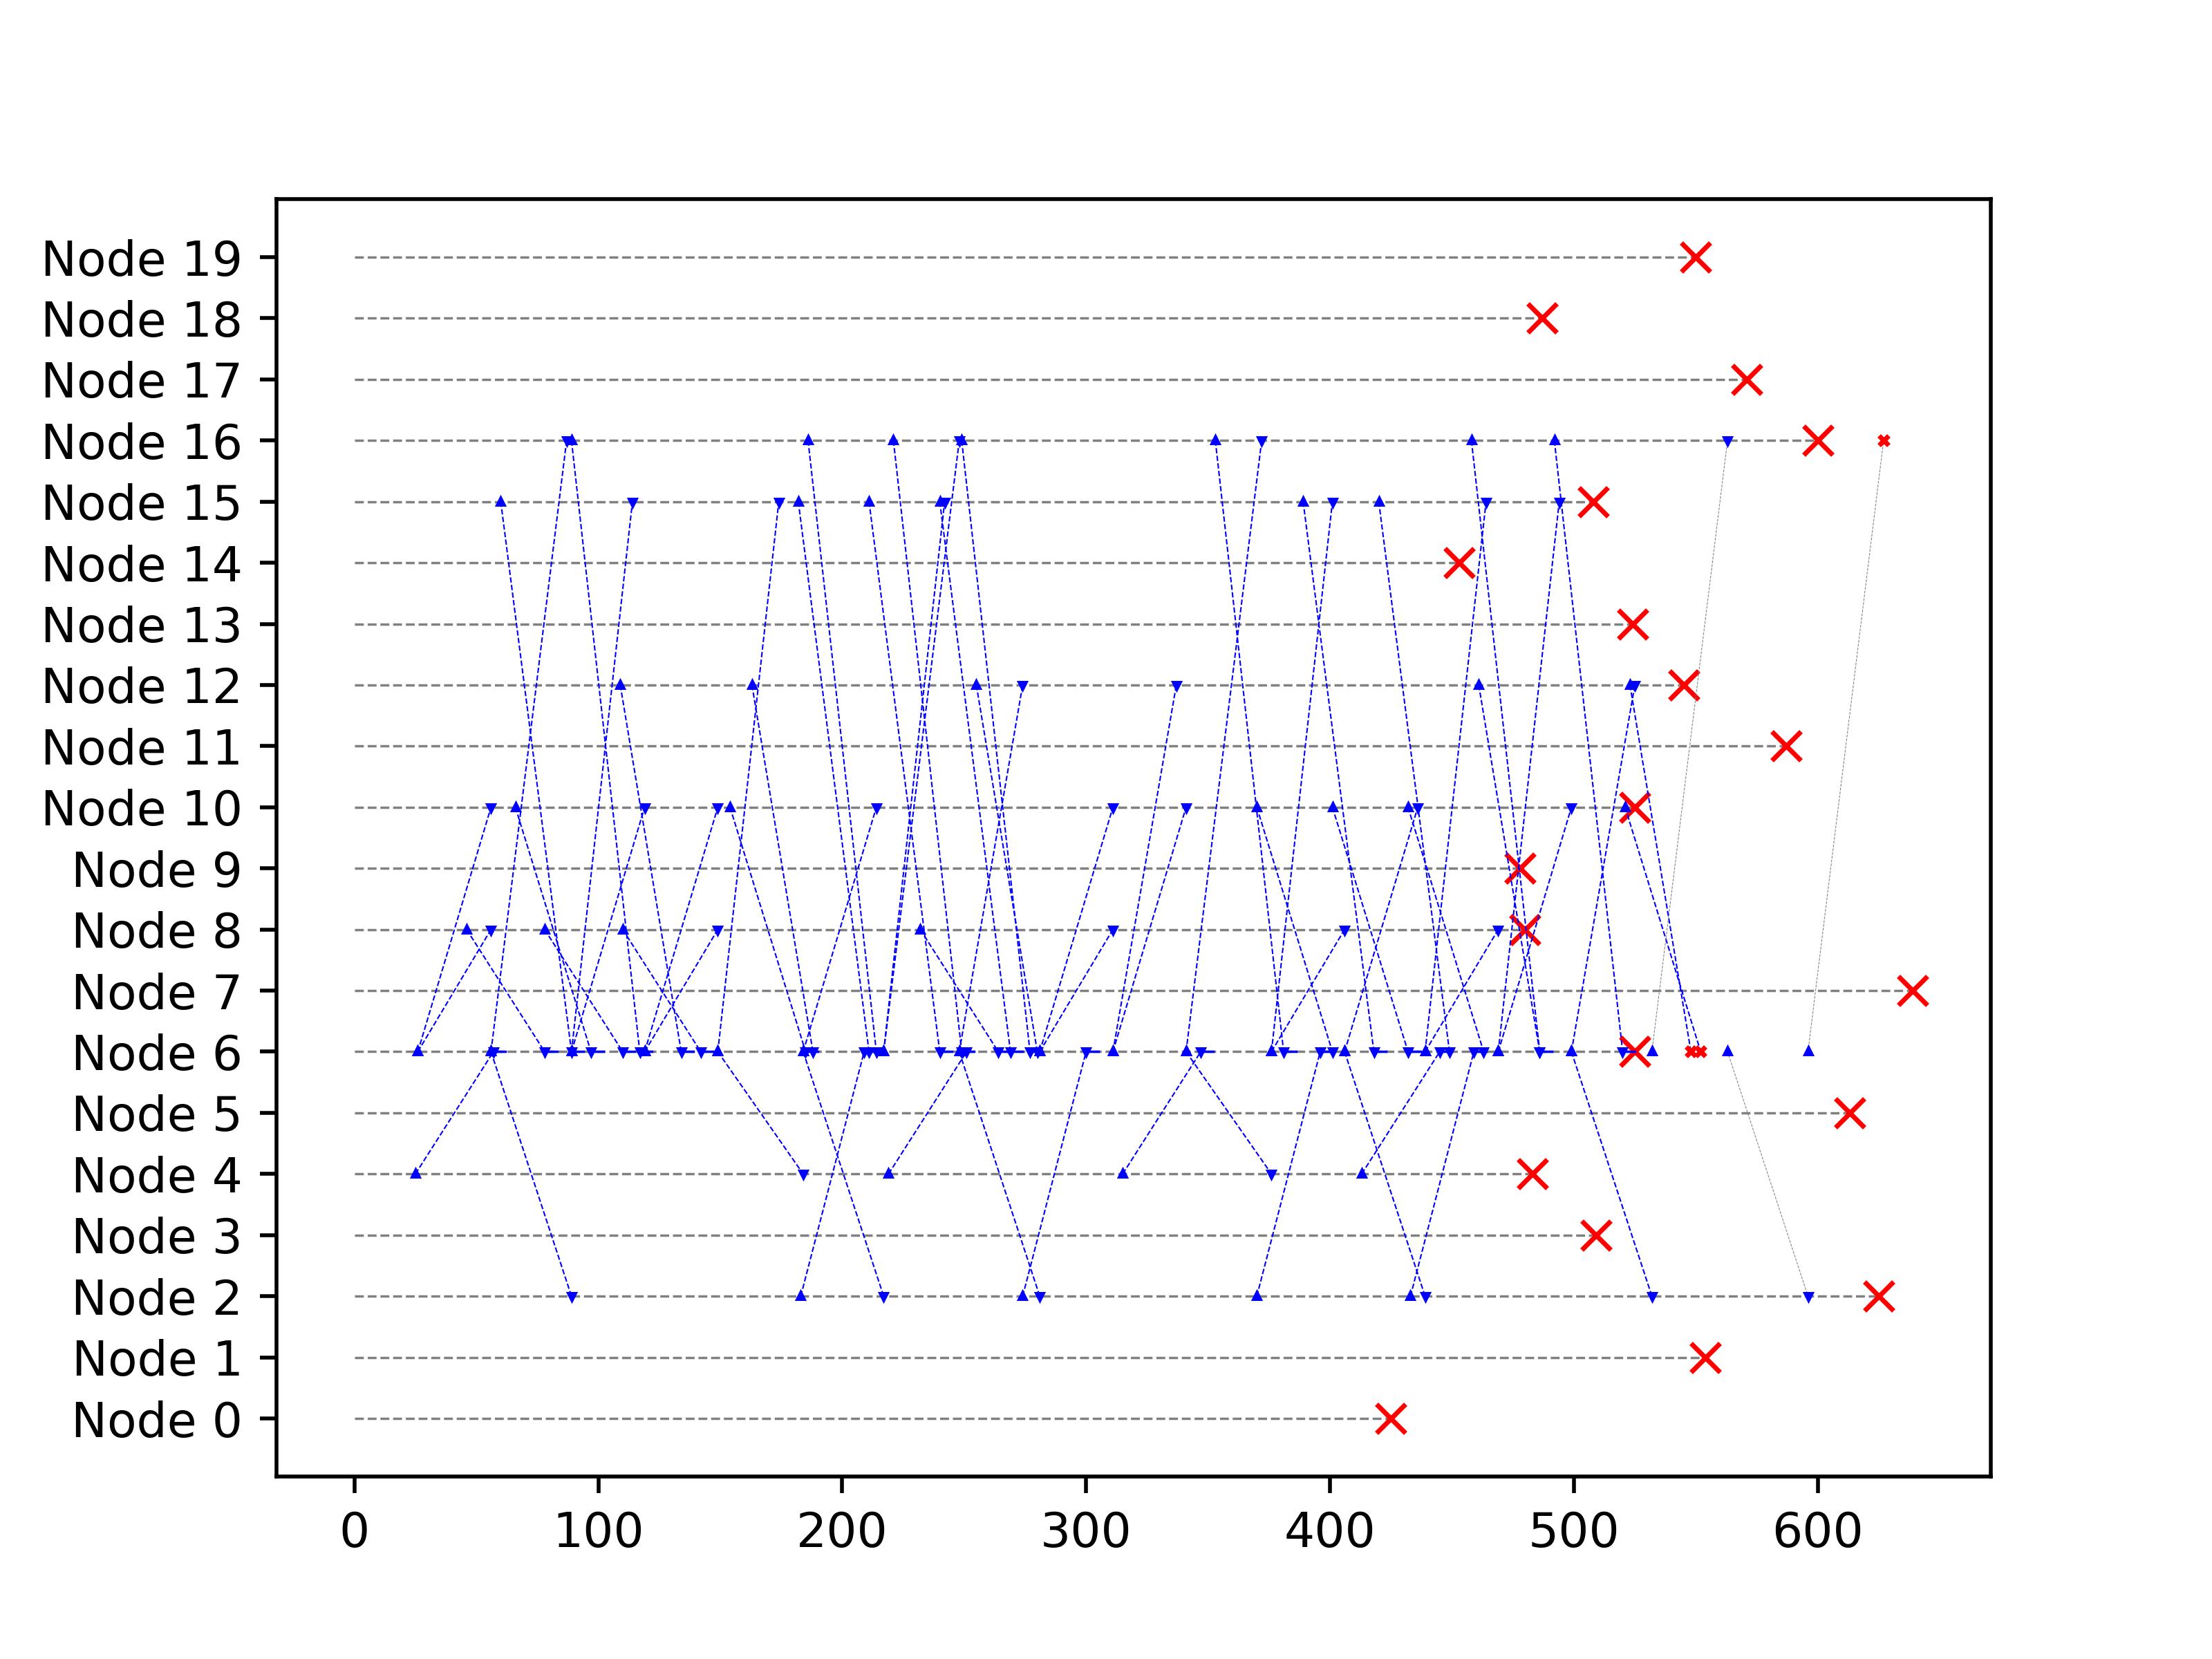 Node 19
Node 18
Node 17
Node 16
Node 15
Node 14
Node 13
Node 12
Node 11
Node 10
Node 9
Node 8
Node 7
Node 6
Node 5
Node 4
Node 3
Node 2
Node 1
Node 0
0 100 200 300 400 500 600